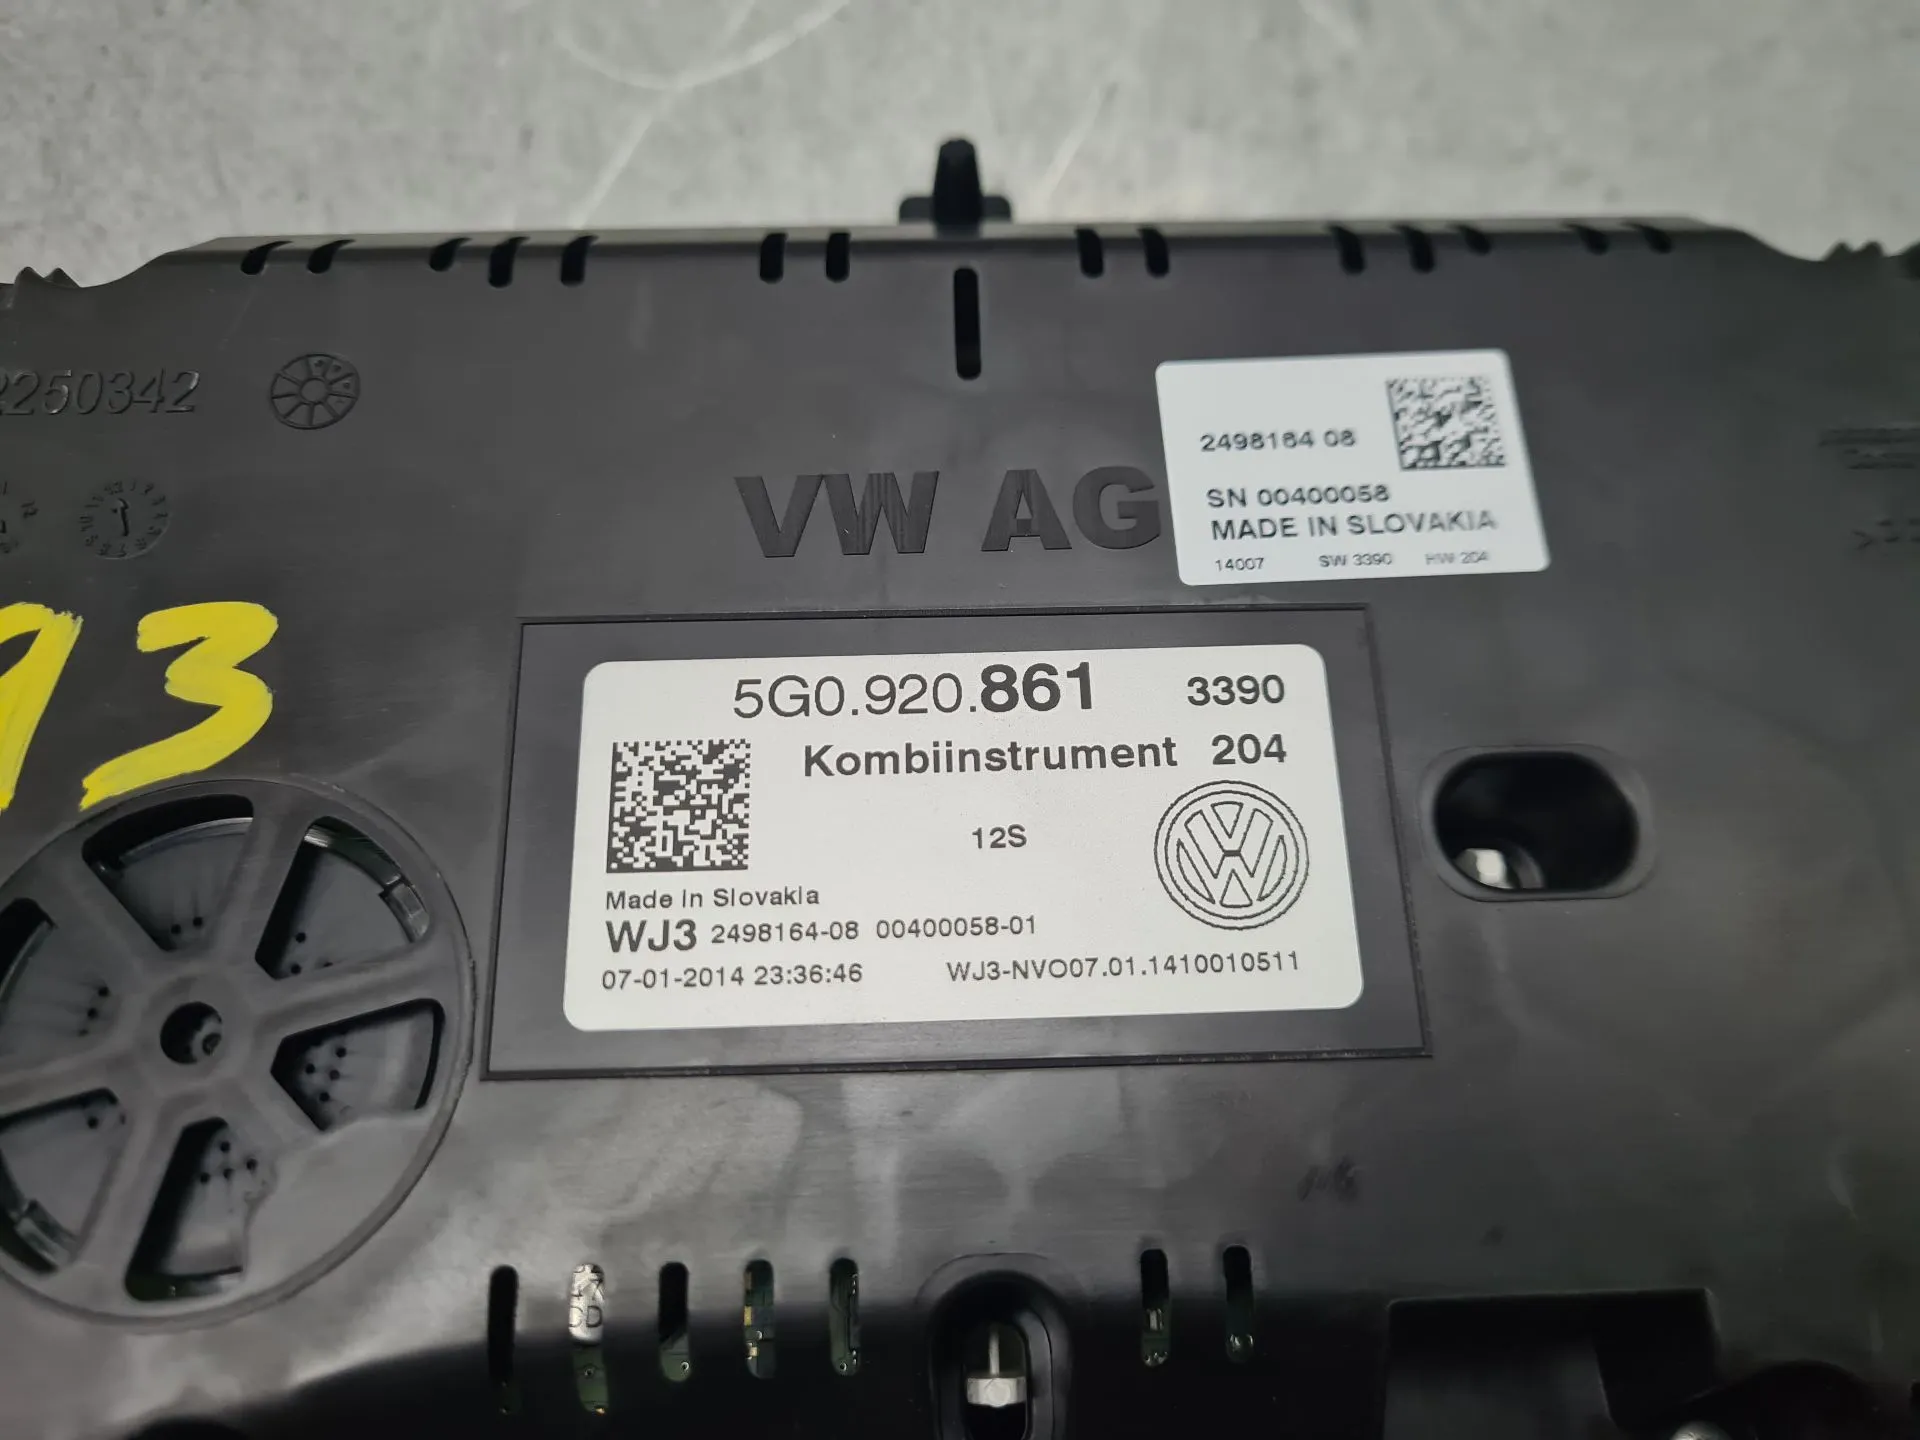 2250342
VW AG
2498164 08
SN 00400058
MADE IN SLOVAKIA
14007 SW 3390 HW 204
13
5G0.920.861 3390
Kombiinstrument 204
12S
Made in Slovakia
WJ3 2498164-08 00400058-01
07-01-2014 23:36:46 WJ3-NVO07.01.1410010511